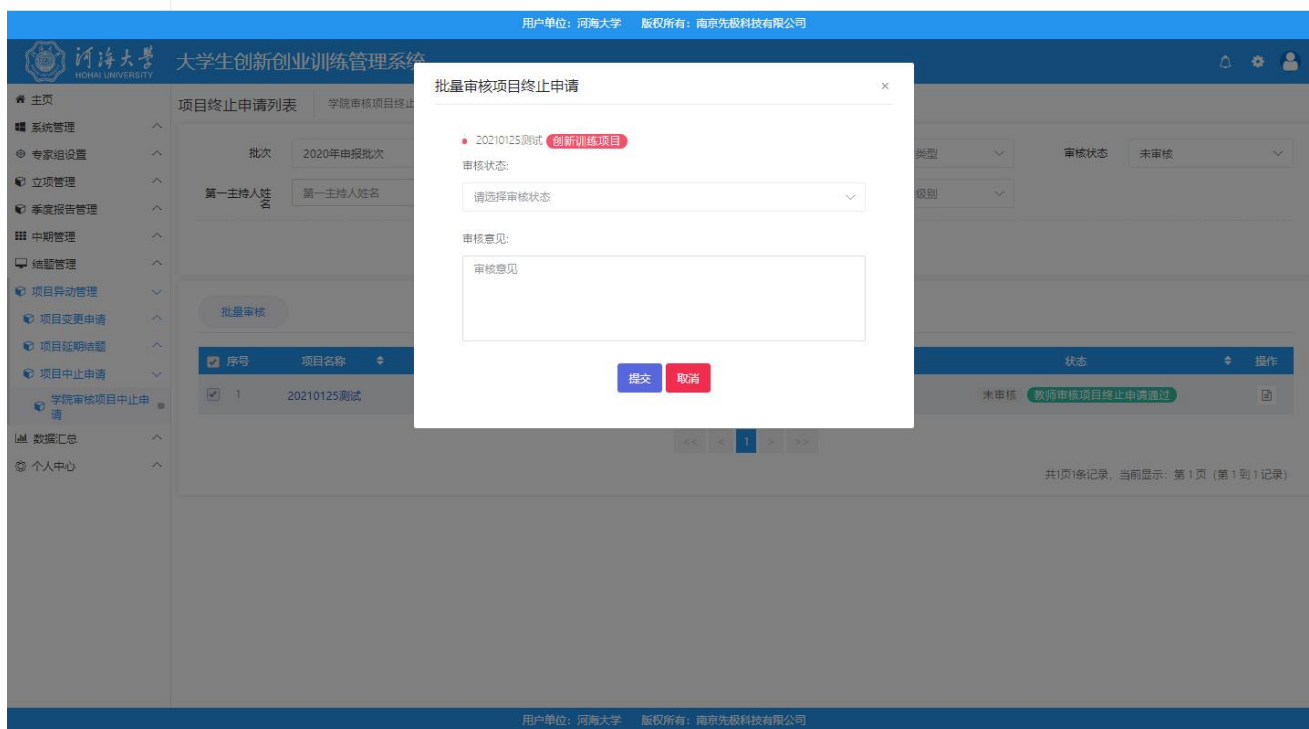 用户单位：河海大学 版权所有：南京先极科技有限公司
河海大学 大学生创新创业训练管理系统
HOHAI UNIVERSITY
批量审核项目终止申请 ×
主页
项目终止申请列表 学院审核项目终止
系统管理
专家组设置
批次 2020年申报批次
20210125测试 创新训练项目
类型
审核状态 未审核
审核状态:
立项管理
第一主持人姓名 第一主持人姓名
请选择审核状态
级别
季度报告管理
中期管理
审核意见:
结题管理
审核意见
项目异动管理
批量审核
项目变更申请
项目延期结题
序号 项目名称 状态 操作
项目中止申请
提交 取消
1 20210125测试 未审核 教师审核项目终止申请通过
学院审核项目中止申
请
数据汇总
<< < 1 > >>
个人中心
共1页1条记录, 当前显示: 第 1 页 (第 1 到 1 记录)
用户单位：河海大学 版权所有：南京先极科技有限公司